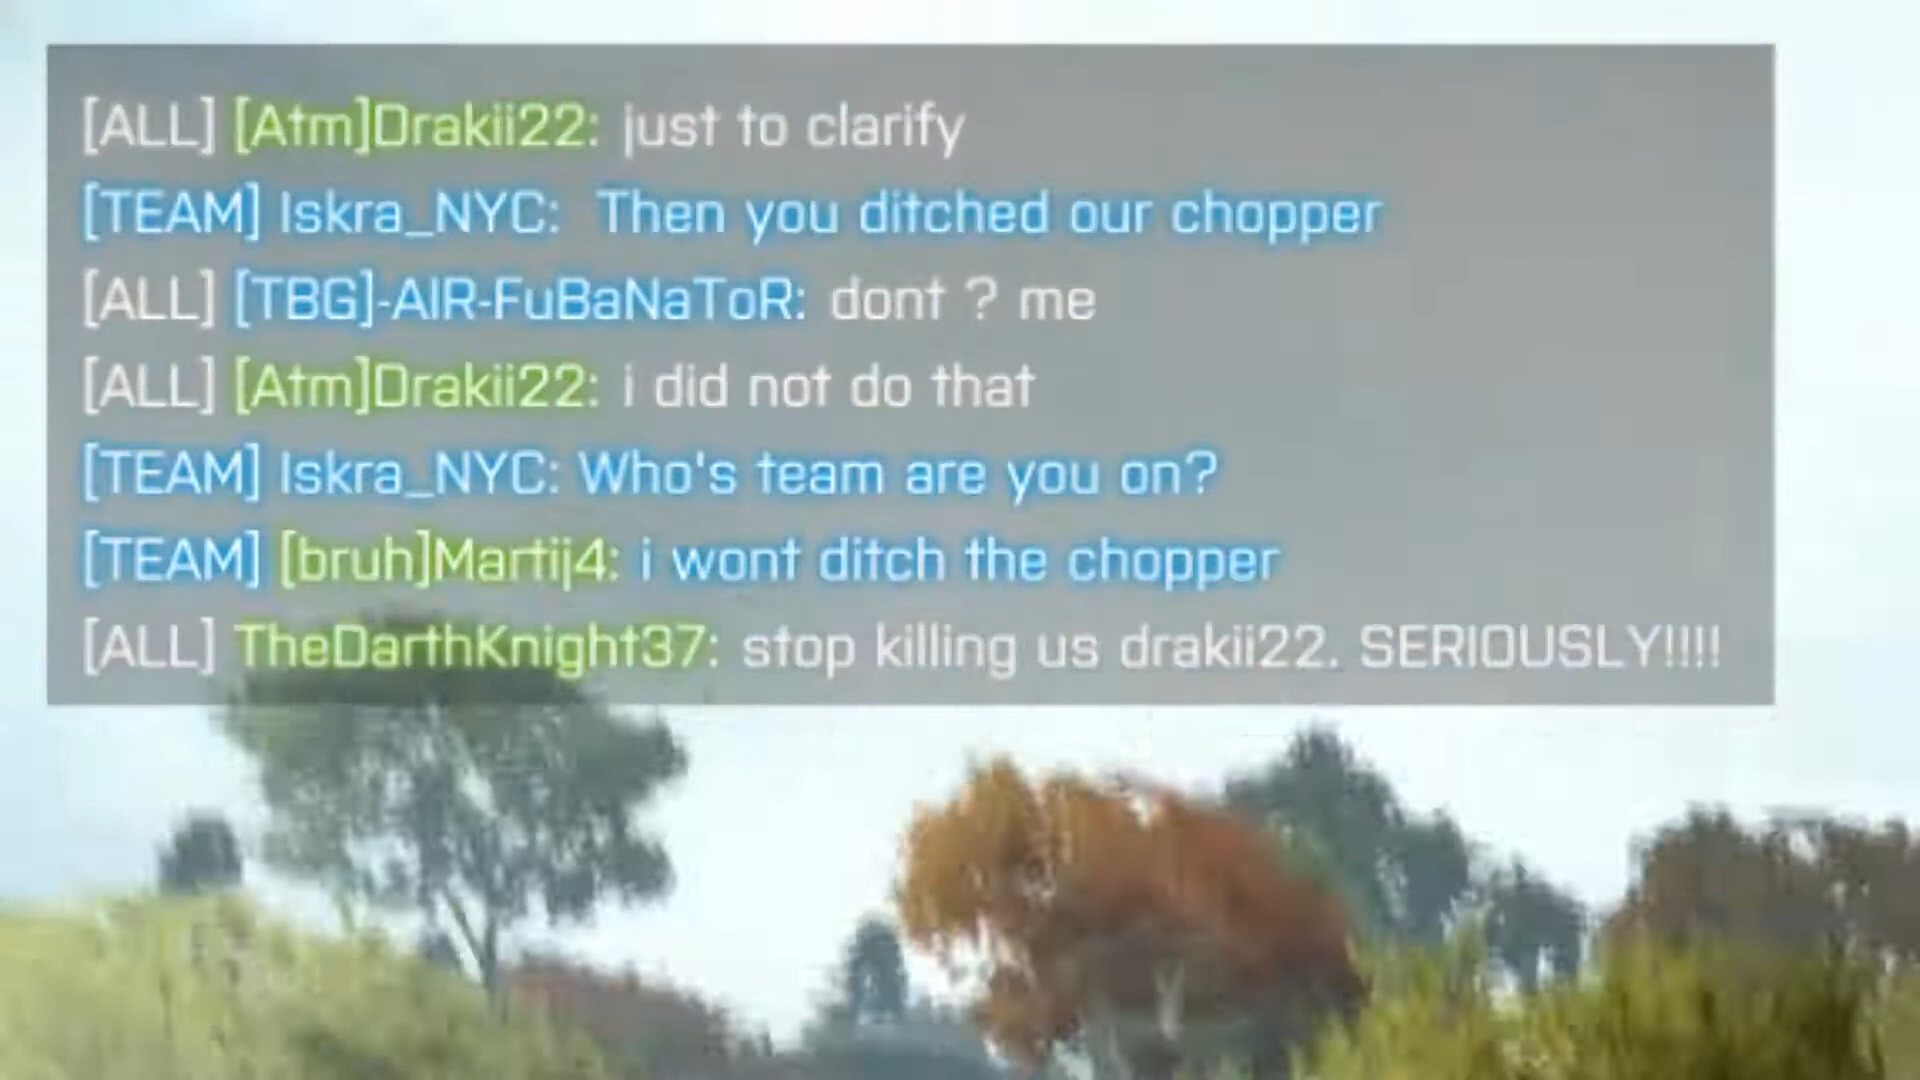 [ALL] [Atm]Drakii22: just to clarify
[TEAM] Iskra_NYC:  Then you ditched our chopper
[ALL] [TBG]-AIR-FuBaNaToR: dont ? me
[ALL] [Atm]Drakii22: i did not do that
[TEAM] Iskra_NYC: Who's team are you on?
[TEAM] [bruh]Martij4: i wont ditch the chopper
[ALL] TheDarthKnight37: stop killing us drakii22. SERIOUSLY!!!!